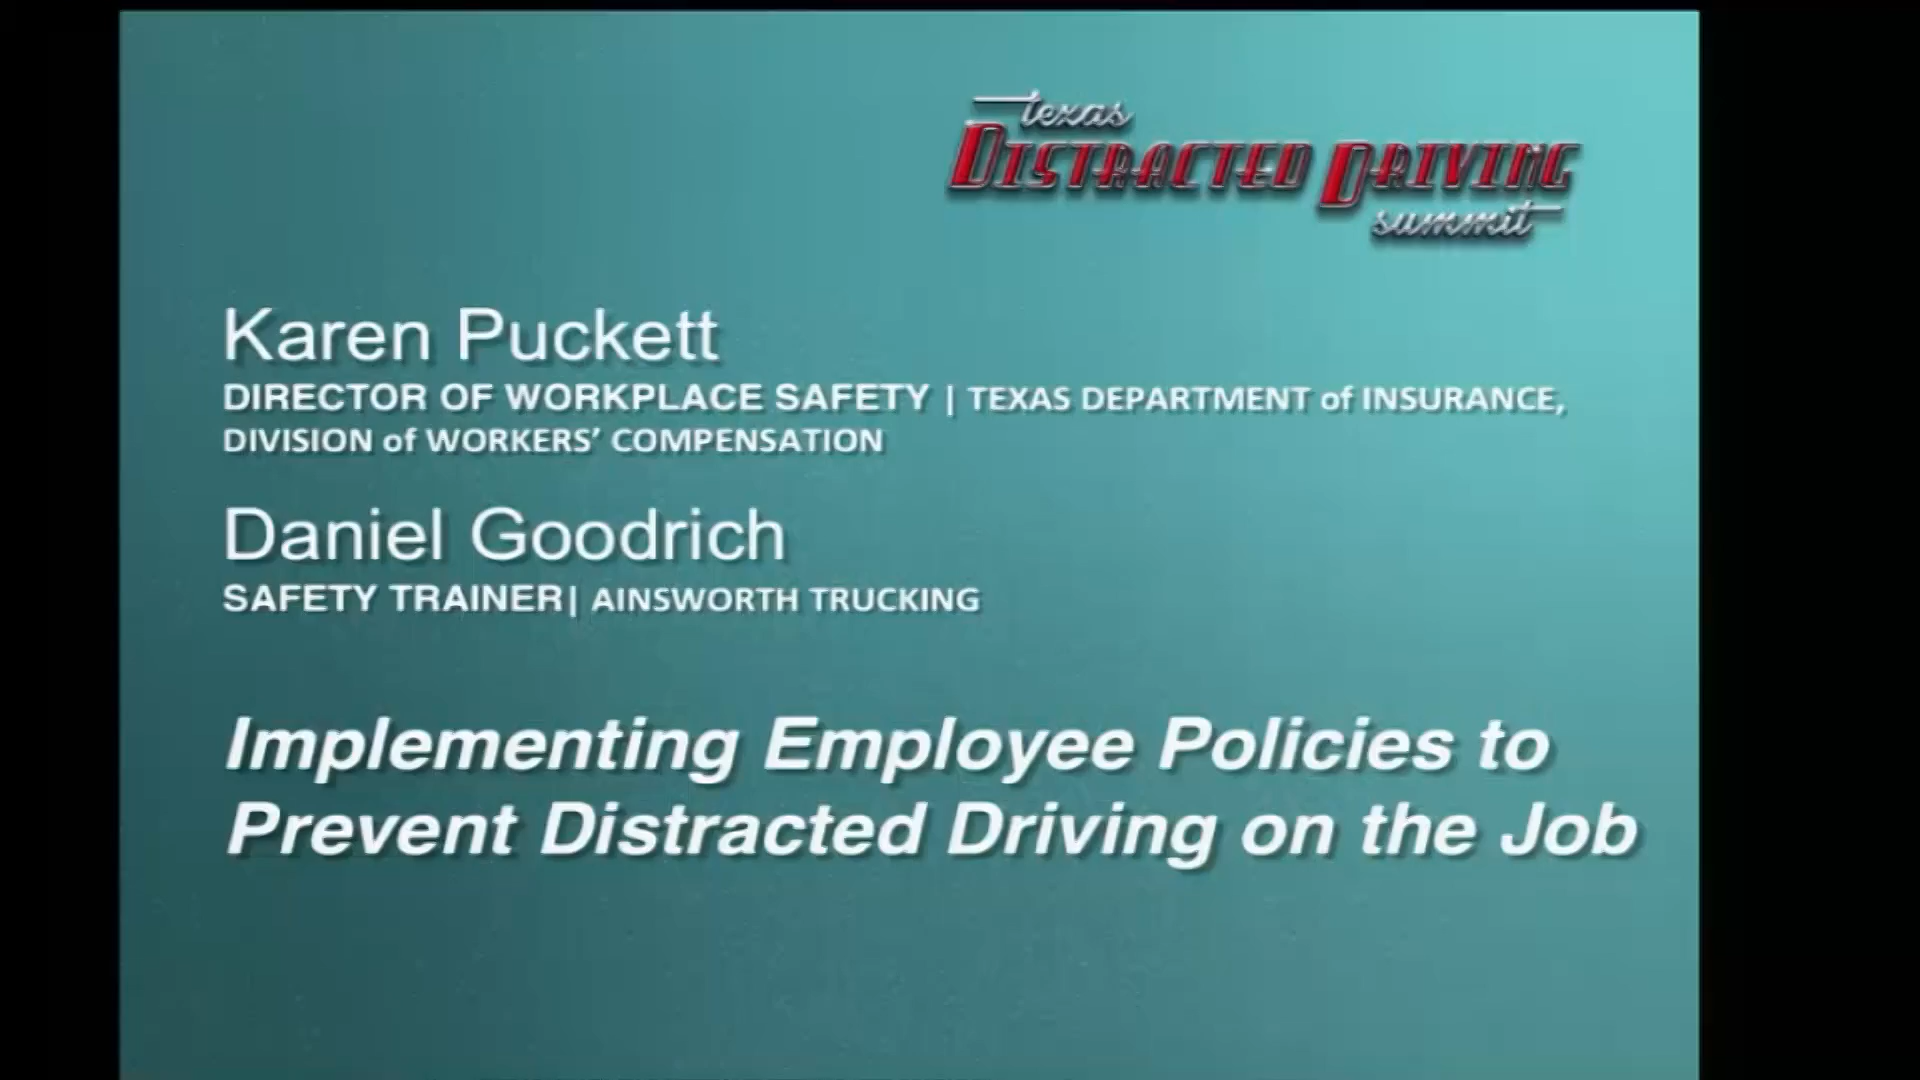 texas
DISTRACTED DRIVING
summit
Karen Puckett
DIRECTOR OF WORKPLACE SAFETY | TEXAS DEPARTMENT of INSURANCE,
DIVISION of WORKERS’ COMPENSATION
Daniel Goodrich
SAFETY TRAINER| AINSWORTH TRUCKING
Implementing Employee Policies to
Prevent Distracted Driving on the Job